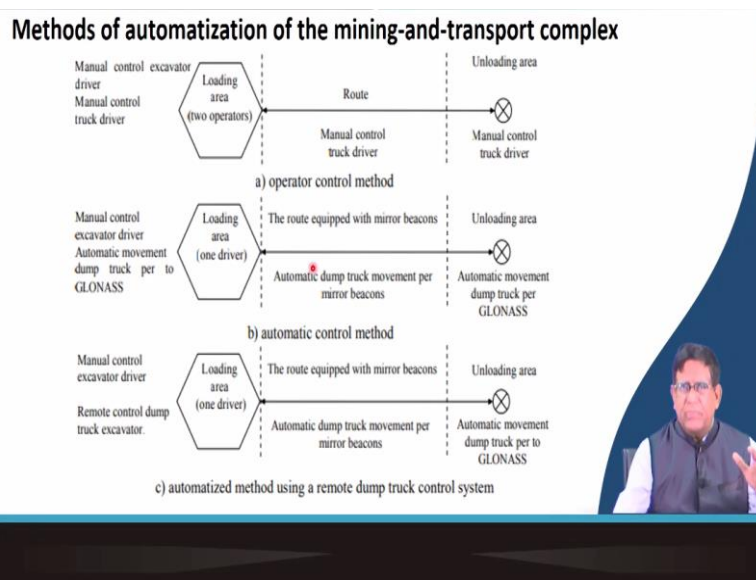 Methods of automatization of the mining-and-transport complex
Manual control excavator
driver
Manual control
truck driver
Loading
area
(two operators)
Route
Manual control
truck driver
Unloading area
Manual control
truck driver
a) operator control method
Manual control
excavator driver
Automatic movement
dump truck per to
GLONASS
Loading
area
(one driver)
The route equipped with mirror beacons
Automatic dump truck movement per
mirror beacons
Unloading area
Automatic movement
dump truck per
GLONASS
b) automatic control method
Manual control
excavator driver
Remote control dump
truck excavator.
Loading
area
(one driver)
The route equipped with mirror beacons
Automatic dump truck movement per
mirror beacons
Unloading area
Automatic movement
dump truck per to
GLONASS
c) automatized method using a remote dump truck control system